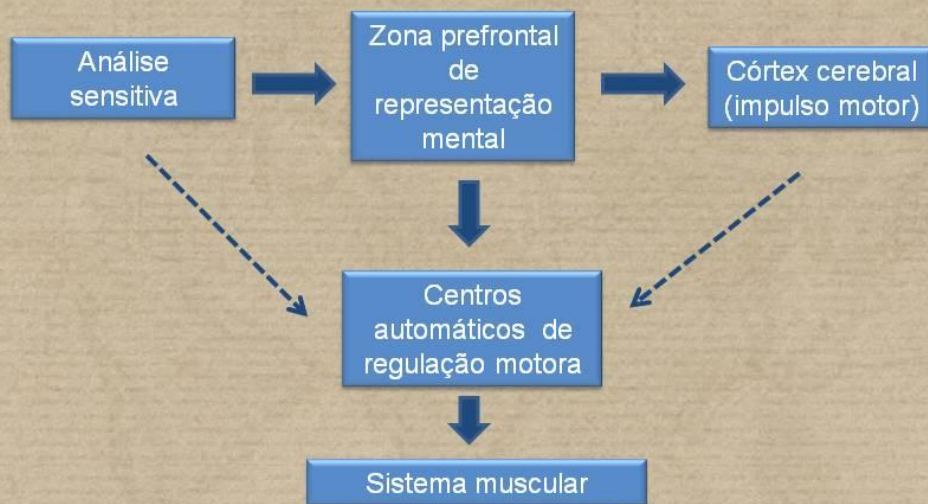 Análise
sensitiva
Zona prefrontal
de
representação
mental
Córtex cerebral
(impulso motor)
Centros
automáticos de
regulação motora
Sistema muscular